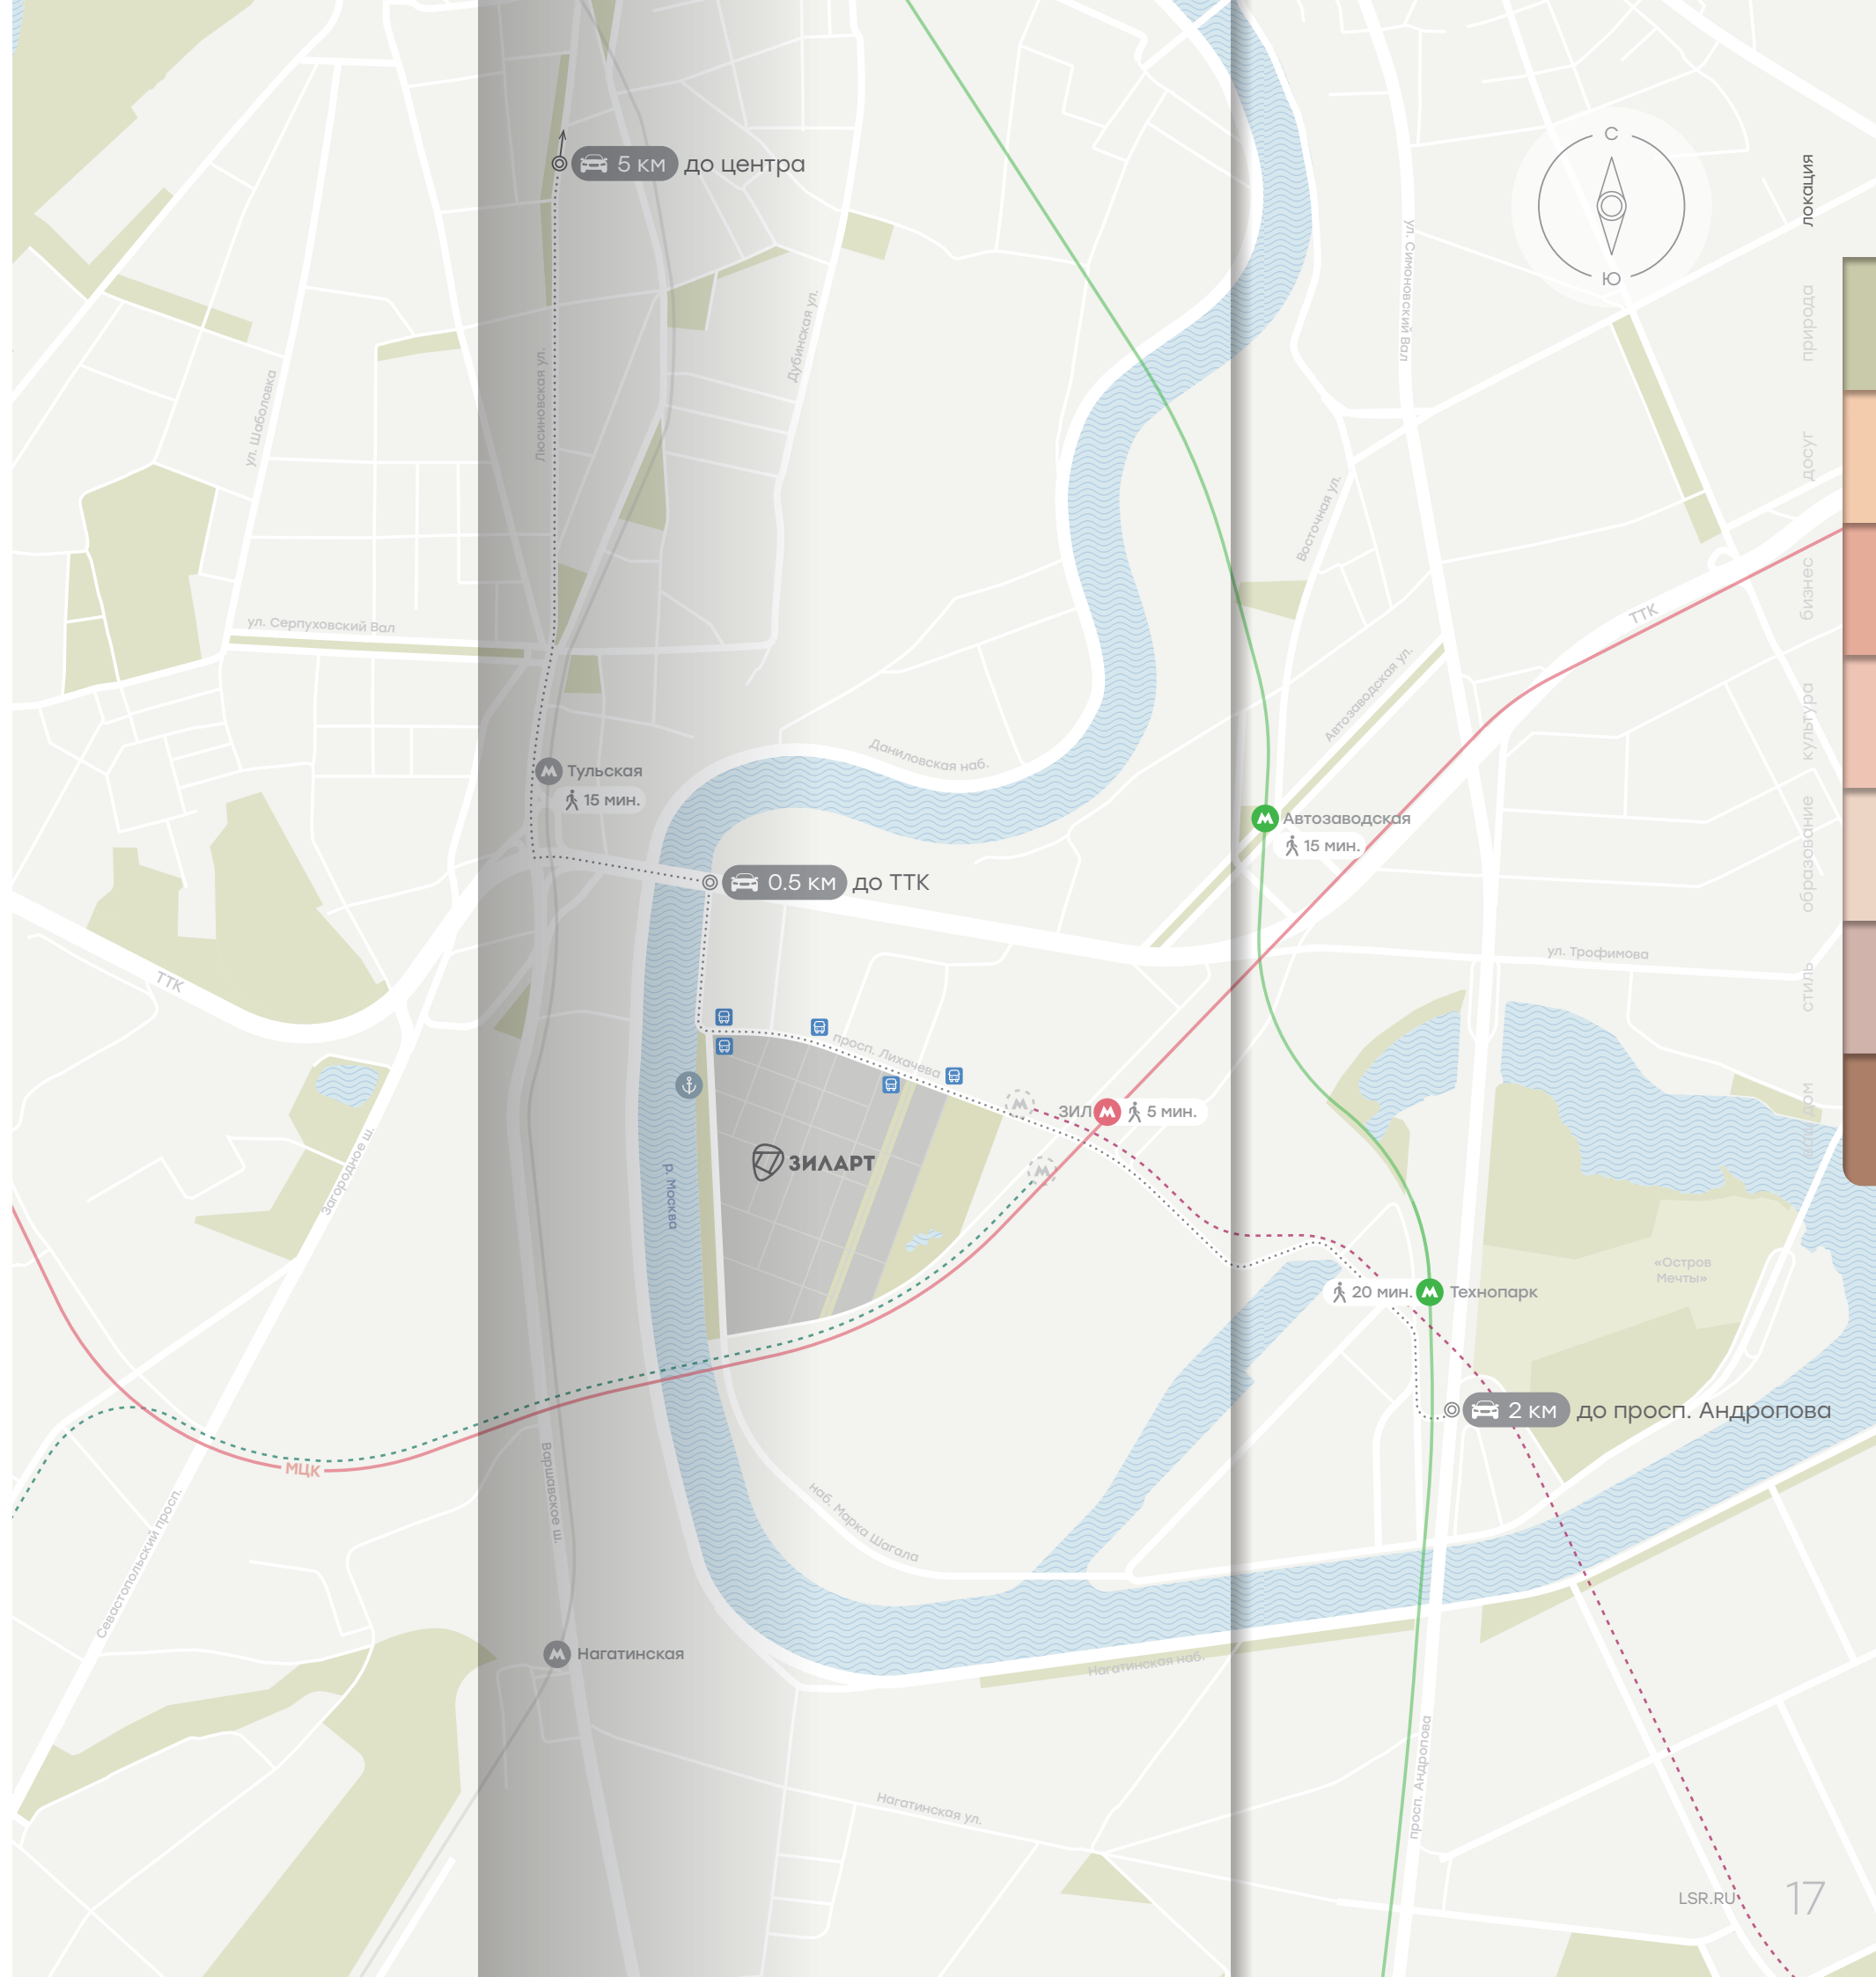 С
Ю
локация
природа
досуг
бизнес
культура
образование
стиль
дом
5 км до центра
ул. Симоновский Вал
Дубининская ул.
Люсиновская ул.
ул. Шаболовка
Восточная ул.
ТТК
ул. Серпуховский Вал
Автозаводская ул.
Даниловская наб.
Тульская
15 мин.
Автозаводская
15 мин.
0.5 км до ТТК
ул. Трофимова
ТТК
просп. Лихачева
ЗИЛ
5 мин.
ЗИЛАРТ
р. Москва
Загородное ш.
«Остров
Мечты»
20 мин.
Технопарк
2 км до просп. Андропова
МЦК
Варшавское ш.
наб. Марка Шагала
Севастопольский просп.
Нагатинская
Нагатинская наб.
просп. Андропова
Нагатинская ул.
LSR.RU
17